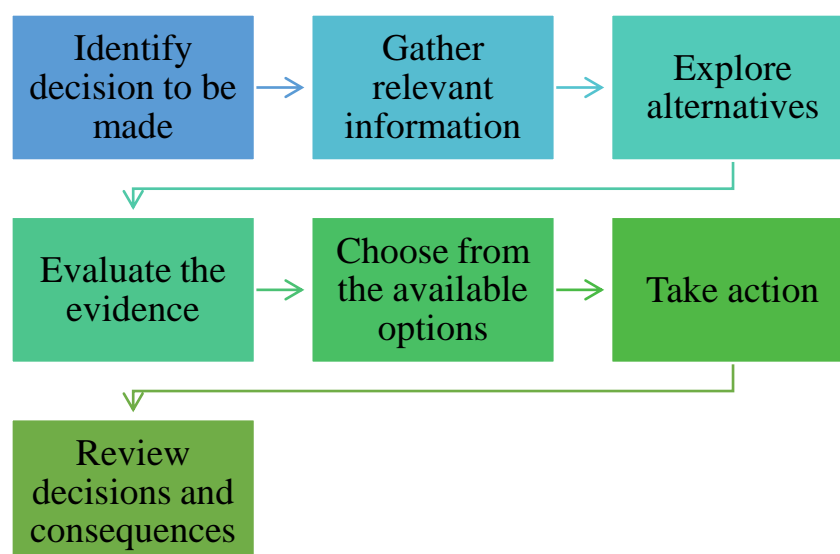 Identify
decision to be
made
Gather
relevant
information
Explore
alternatives
Evaluate the
evidence
Choose from
the available
options
Take action
Review
decisions and
consequences